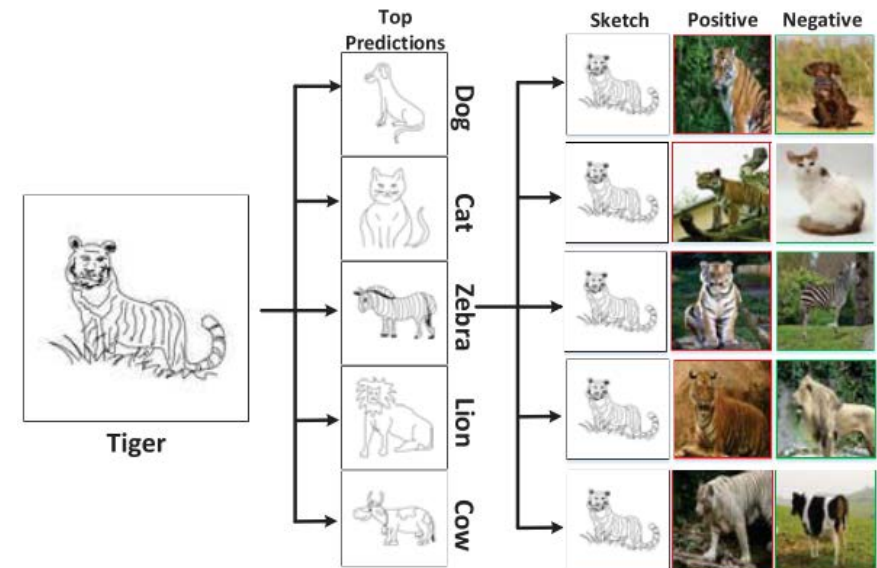 Top
Predictions
Sketch
Positive
Negative
Dog
Cat
Zebra
Lion
Cow
Tiger